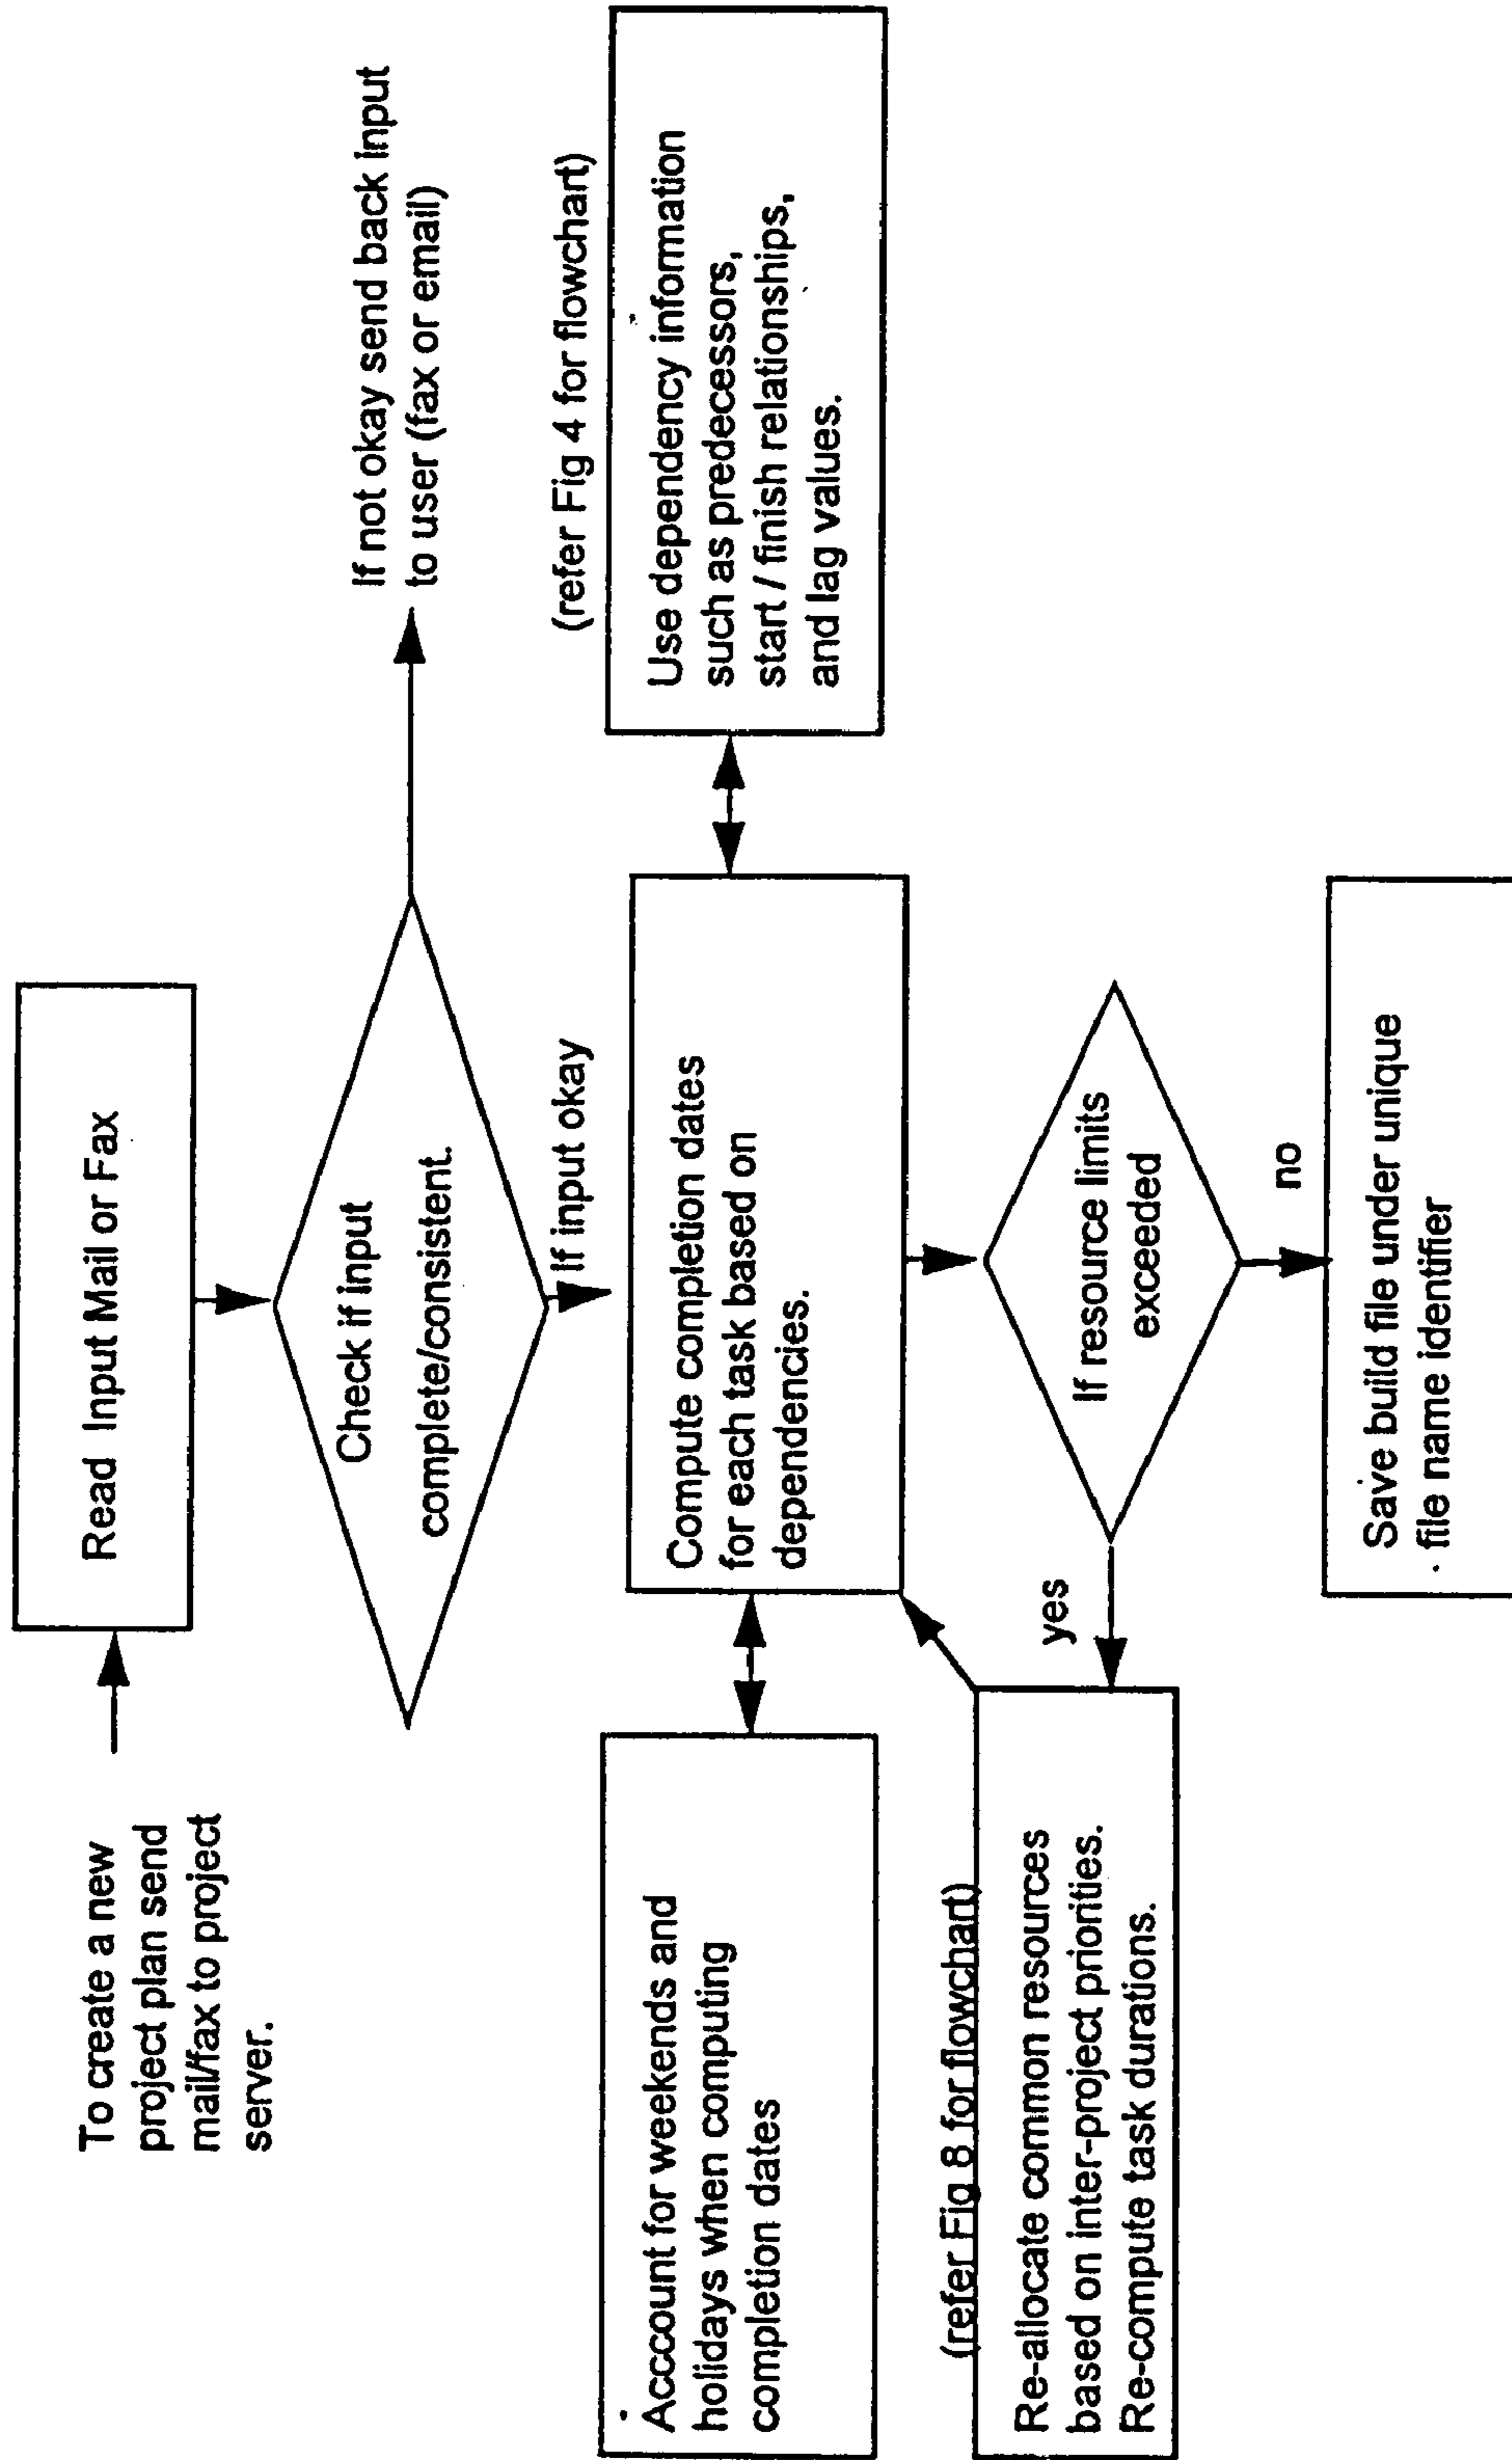 To create a new
project plan send
mail/fax to project
server.
Read Input Mail or Fax
Check if input
complete/consistent.
If not okay send back input
to user (fax or email)
If input okay
(refer Fig 4 for flowchart)
Account for weekends and
holidays when computing
completion dates
Compute completion dates
for each task based on
dependencies.
Use dependency information
such as predecessors,
start / finish relationships,
and lag values.
(refer Fig 8 for flowchart)
Re-allocate common resources
based on inter-project priorities.
Re-compute task durations.
yes
If resource limits
exceeded
no
Save build file under unique
file name identifier